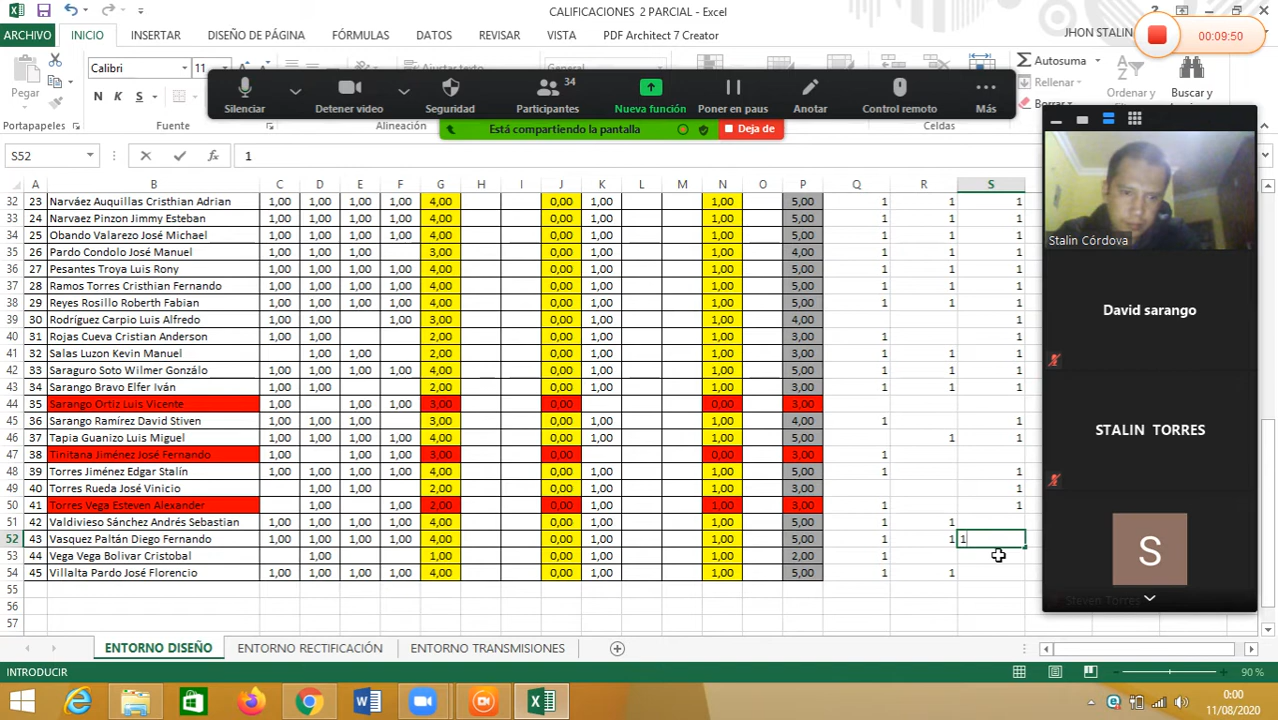 CALIFICACIONES 2 PARCIAL - Excel
ARCHIVO INICIO INSERTAR DISEÑO DE PÁGINA FÓRMULAS DATOS REVISAR VISTA PDF Architect 7 Creator JHON STALIN
00:09:50
Calibri 11 Autosuma
Pegar N K S Rellenar Ordenar y Buscar y
Borrar
Silenciar Detener video Seguridad Participantes 34 Nueva función Poner en paus Anotar Control remoto Más
Portapapeles Fuente Alineación Celdas
Está compartiendo la pantalla Deja de
S52 fx 1
A B C D E F G H I J K L M N O P Q R S
32 23 Narváez Auquillas Cristhian Adrian 1,00 1,00 1,00 1,00 4,00 0,00 1,00 1,00 5,00 1 1 1
33 24 Narvaez Pinzon Jimmy Esteban 1,00 1,00 1,00 1,00 4,00 0,00 1,00 1,00 5,00 1 1 1
34 25 Obando Valarezo José Michael 1,00 1,00 1,00 1,00 4,00 0,00 1,00 1,00 5,00 1 1 1
35 26 Pardo Condolo José Manuel 1,00 1,00 1,00 3,00 0,00 1,00 1,00 5,00 1 1 1
36 27 Pesantes Troya Luis Rony 1,00 1,00 1,00 1,00 4,00 0,00 1,00 1,00 5,00 1 1 1
37 28 Ramos Torres Cristhian Fernando 1,00 1,00 1,00 1,00 4,00 0,00 1,00 1,00 5,00 1 1 1
38 29 Reyes Rosillo Roberth Fabian 1,00 1,00 1,00 1,00 4,00 0,00 1,00 1,00 5,00 1 1 1
39 30 Rodríguez Carpio Luis Alfredo 1,00 1,00 1,00 3,00 0,00 1,00 1,00 4,00 1
40 31 Rojas Cueva Cristian Anderson 1,00 1,00 2,00 0,00 1,00 1,00 3,00 1 1
41 32 Salas Luzon Kevin Manuel 1,00 1,00 2,00 0,00 1,00 1,00 3,00 1 1 1
42 33 Saraguro Soto Wilmer Gonzálo 1,00 1,00 1,00 1,00 4,00 0,00 1,00 1,00 5,00 1 1 1
43 34 Sarango Bravo Elfer Iván 1,00 1,00 2,00 0,00 1,00 1,00 3,00 1 1 1
44 35 Sarango Ortiz Luis Vicente 1,00 1,00 1,00 3,00 0,00 0,00 3,00
45 36 Sarango Ramírez David Stiven 1,00 1,00 1,00 3,00 0,00 1,00 1,00 4,00 1 1
46 37 Tapia Guanizo Luis Miguel 1,00 1,00 1,00 1,00 4,00 0,00 1,00 1,00 5,00 1 1
47 38 Tinitana Jiménez José Fernando 1,00 1,00 1,00 3,00 0,00 0,00 3,00 1
48 39 Torres Jiménez Edgar Stalín 1,00 1,00 1,00 1,00 4,00 0,00 1,00 1,00 5,00 1 1
49 40 Torres Rueda José Vinicio 1,00 1,00 2,00 0,00 1,00 1,00 3,00 1
50 41 Torres Vega Esteven Alexander 1,00 1,00 2,00 0,00 1,00 1,00 3,00 1 1
51 42 Valdivieso Sánchez Andrés Sebastian 1,00 1,00 1,00 1,00 4,00 0,00 1,00 1,00 5,00 1 1
52 43 Vasquez Paltán Diego Fernando 1,00 1,00 1,00 1,00 4,00 0,00 1,00 1,00 5,00 1 1 1
53 44 Vega Vega Bolivar Cristobal 1,00 1,00 0,00 1,00 1,00 2,00 1
54 45 Villalta Pardo José Florencio 1,00 1,00 1,00 1,00 4,00 0,00 1,00 1,00 5,00 1 1
55
56
57
Stalin Córdova
David sarango
STALIN TORRES
S
Steven Torres
ENTORNO DISEÑO ENTORNO RECTIFICACIÓN ENTORNO TRANSMISIONES
INTRODUCIR 90 %
0:00
11/08/2020